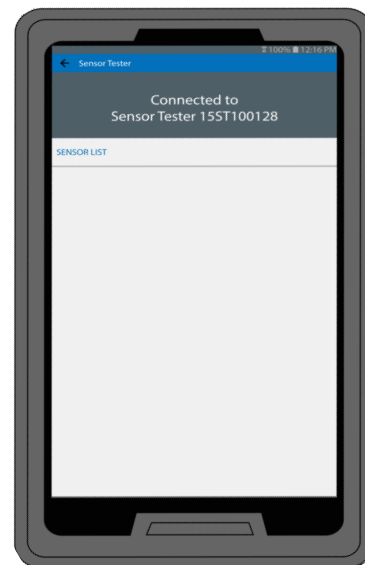 100% 12:16 PM
Sensor Tester
Connected to
Sensor Tester 15ST100128
SENSOR LIST